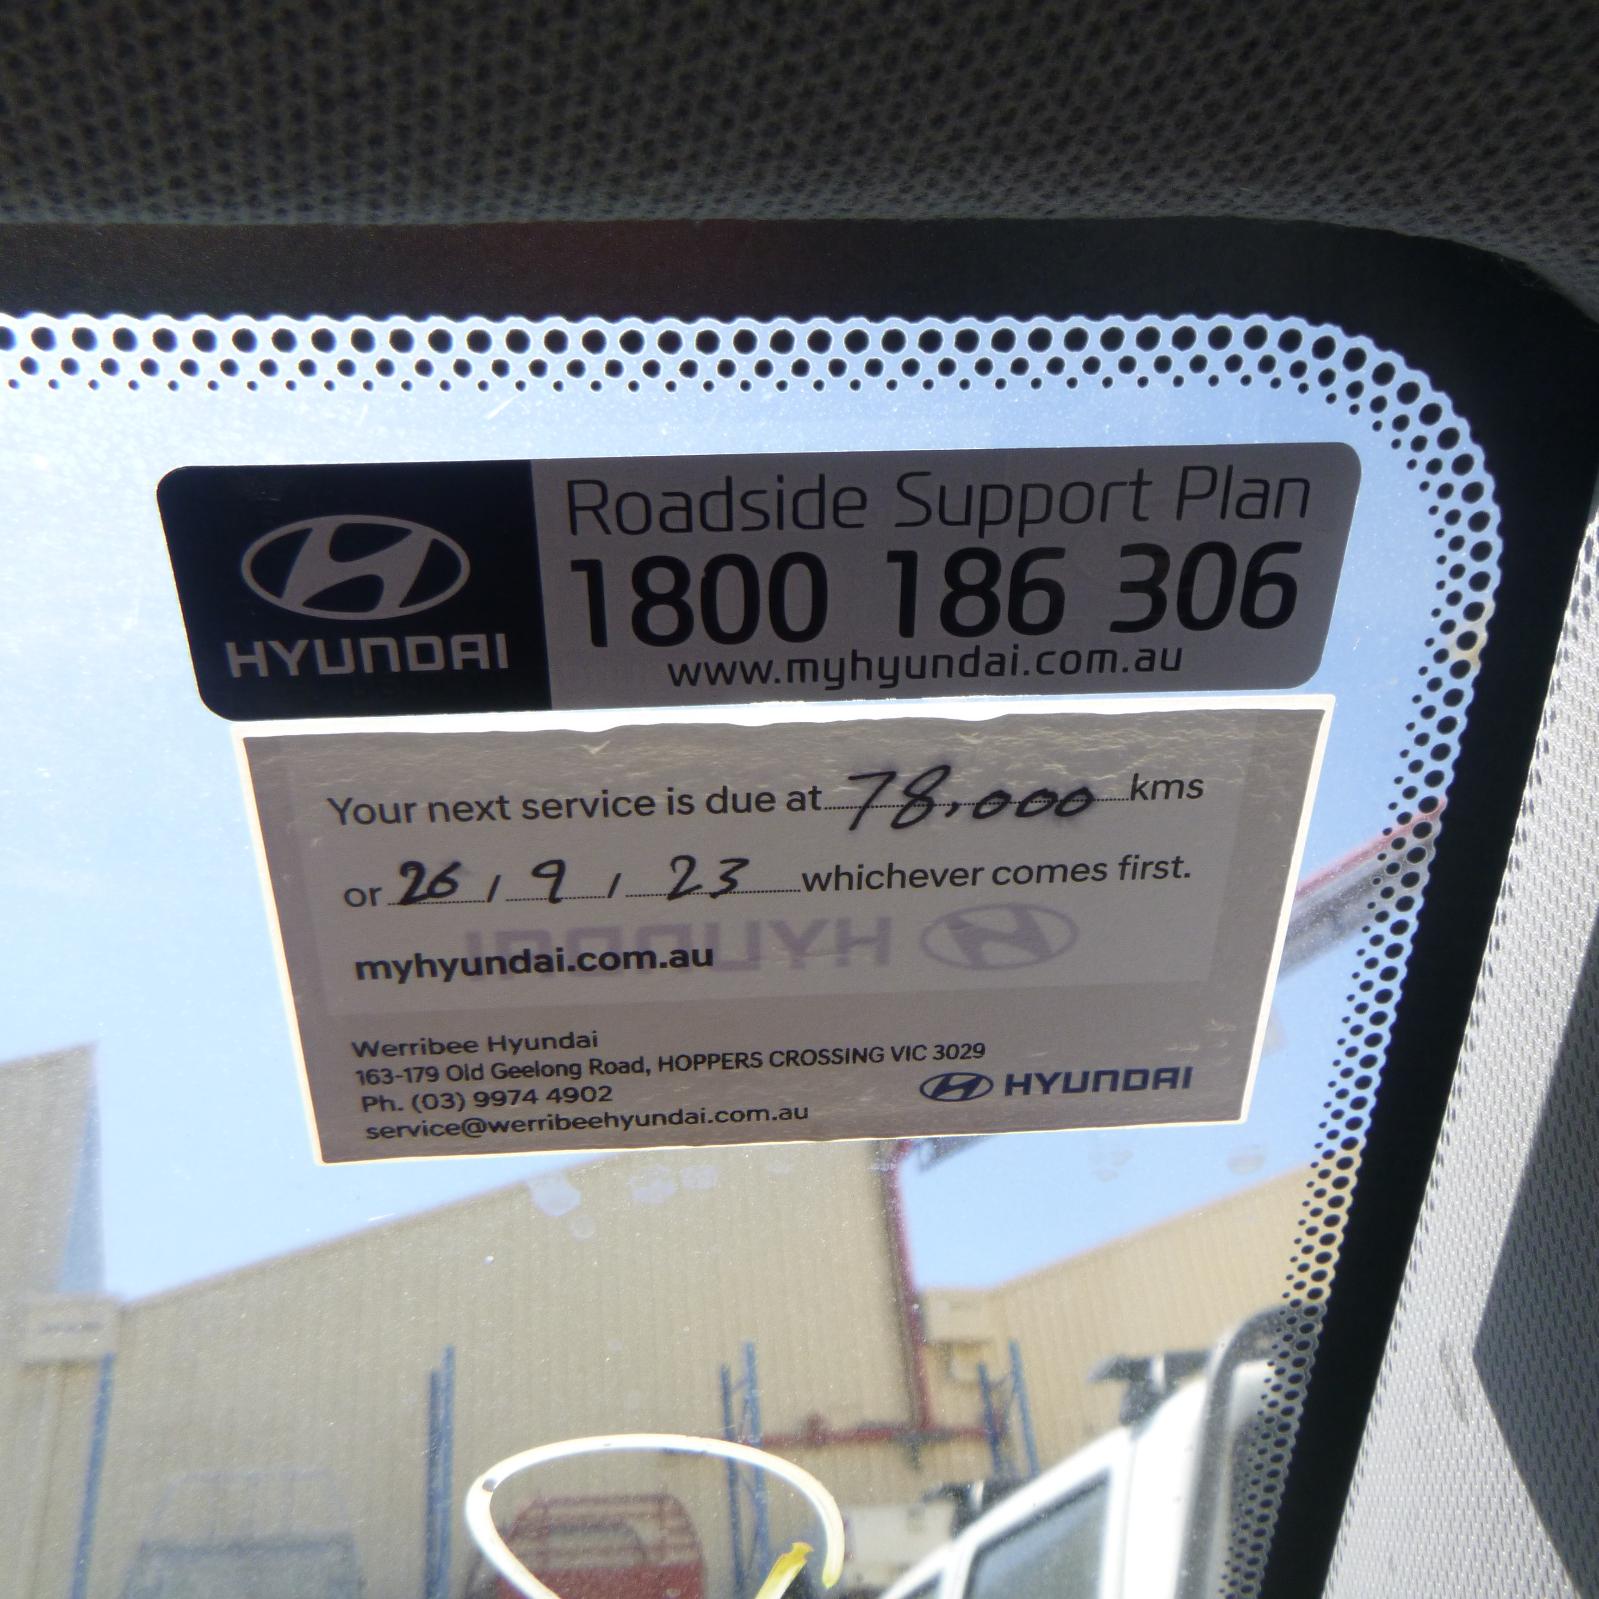 Roadside Support Plan
1800 186 306
HYUNDAI
www.myhyundai.com.au
Your next service is due at 78,000 kms
or 26 / 9 / 23 whichever comes first.
HYUNDAI
myhyundai.com.au
Werribee Hyundai
163-179 Old Geelong Road, HOPPERS CROSSING VIC 3029
Ph. (03) 9974 4902
HYUNDAI
service@werribeehyundai.com.au